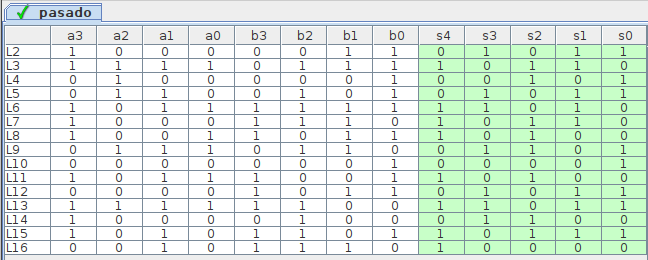 pasado
a3 a2 a1 a0 b3 b2 b1 b0 s4 s3 s2 s1 s0
L2 1 0 0 0 0 0 1 1 0 1 0 1 1
L3 1 1 1 1 0 1 1 1 1 0 1 1 0
L4 0 1 0 0 0 0 0 1 0 0 1 0 1
L5 0 1 1 0 0 1 1 1 0 1 1 0 1
L6 1 0 1 1 1 1 1 1 1 1 0 1 0
L7 1 0 0 0 1 1 1 0 1 0 1 1 0
L8 1 0 0 1 1 1 0 1 1 0 1 1 0
L9 0 1 1 1 0 1 1 0 0 1 1 0 1
L10 0 0 0 0 0 0 0 1 0 0 0 0 1
L11 1 0 1 1 1 0 0 1 1 0 1 0 0
L12 0 0 0 0 1 0 1 1 0 1 0 1 1
L13 1 1 1 1 1 1 0 0 1 1 0 1 1
L14 1 0 0 0 0 1 0 0 0 1 1 0 0
L15 1 0 1 0 1 1 0 1 1 0 1 1 1
L16 0 0 1 0 1 1 1 0 1 0 0 0 0